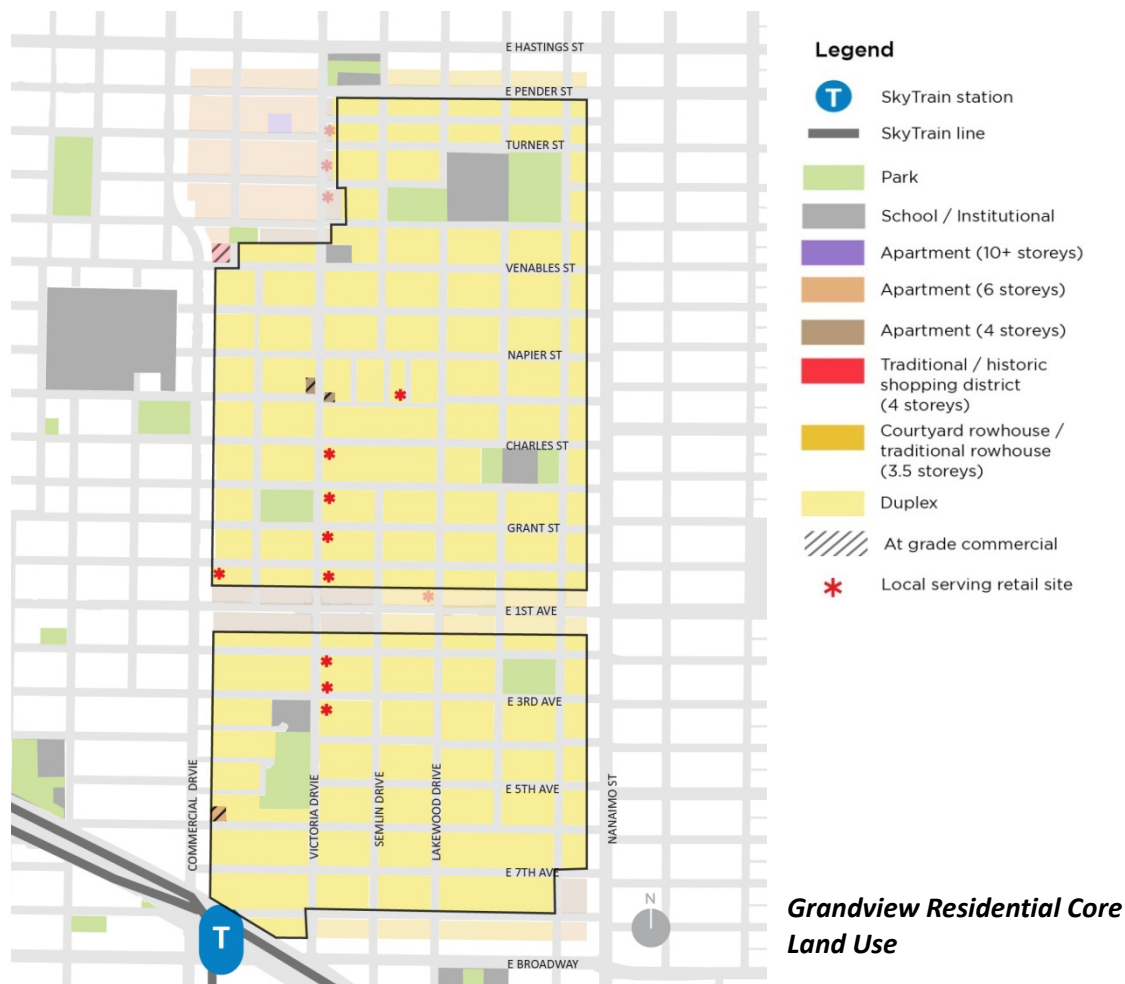 E HASTINGS ST
E PENDER ST
TURNER ST
VENABLES ST
NAPIER ST
CHARLES ST
GRANT ST
E 1ST AVE
E 3RD AVE
E 5TH AVE
E 7TH AVE
E BROADWAY
COMMERCIAL DRVIE
VICTORIA DRVIE
SEMLIN DRIVE
LAKEWOOD DRIVE
NANAIMO ST
T
N
Legend
T SkyTrain station
SkyTrain line
Park
School / Institutional
Apartment (10+ storeys)
Apartment (6 storeys)
Apartment (4 storeys)
Traditional / historic
shopping district
(4 storeys)
Courtyard rowhouse /
traditional rowhouse
(3.5 storeys)
Duplex
At grade commercial
Local serving retail site
Grandview Residential Core
Land Use